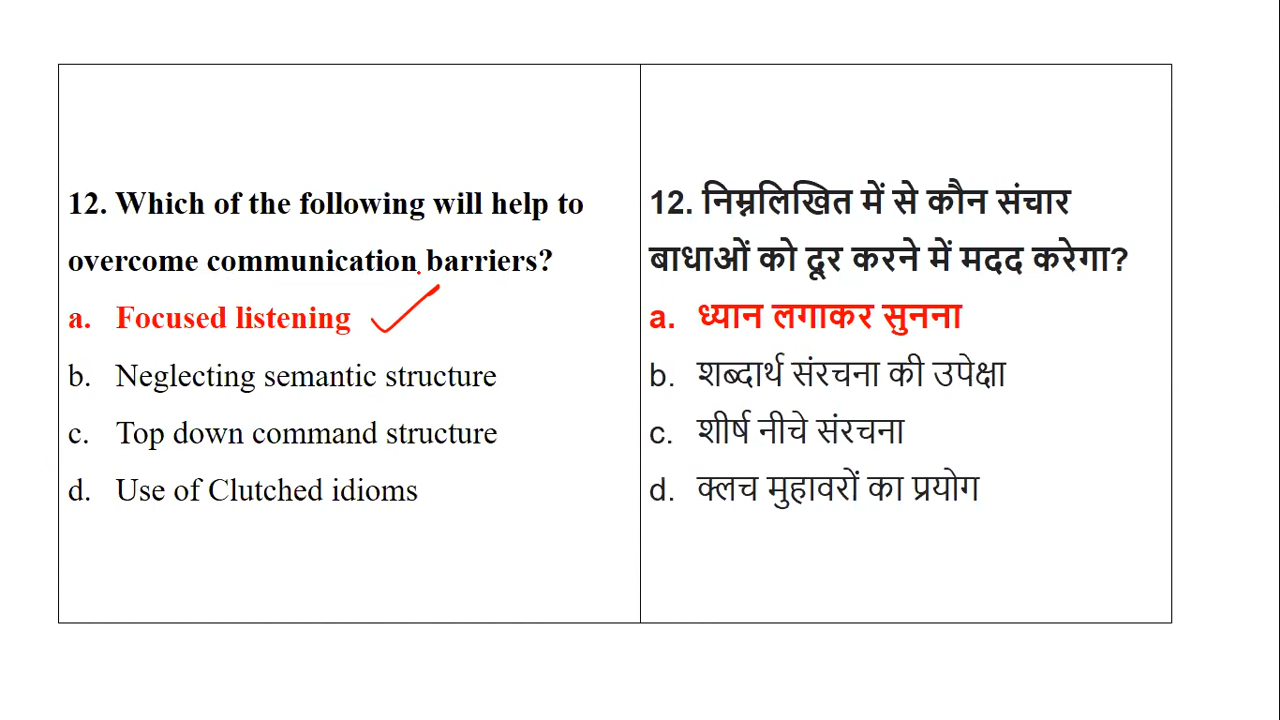 12. Which of the following will help to
overcome communication barriers?
a. Focused listening
b. Neglecting semantic structure
c. Top down command structure
d. Use of Clutched idioms
12. निम्नलिखित में से कौन संचार
बाधाओं को दूर करने में मदद करेगा?
a. ध्यान लगाकर सुनना
b. शब्दार्थ संरचना की उपेक्षा
c. शीर्ष नीचे संरचना
d. क्लच मुहावरों का प्रयोग